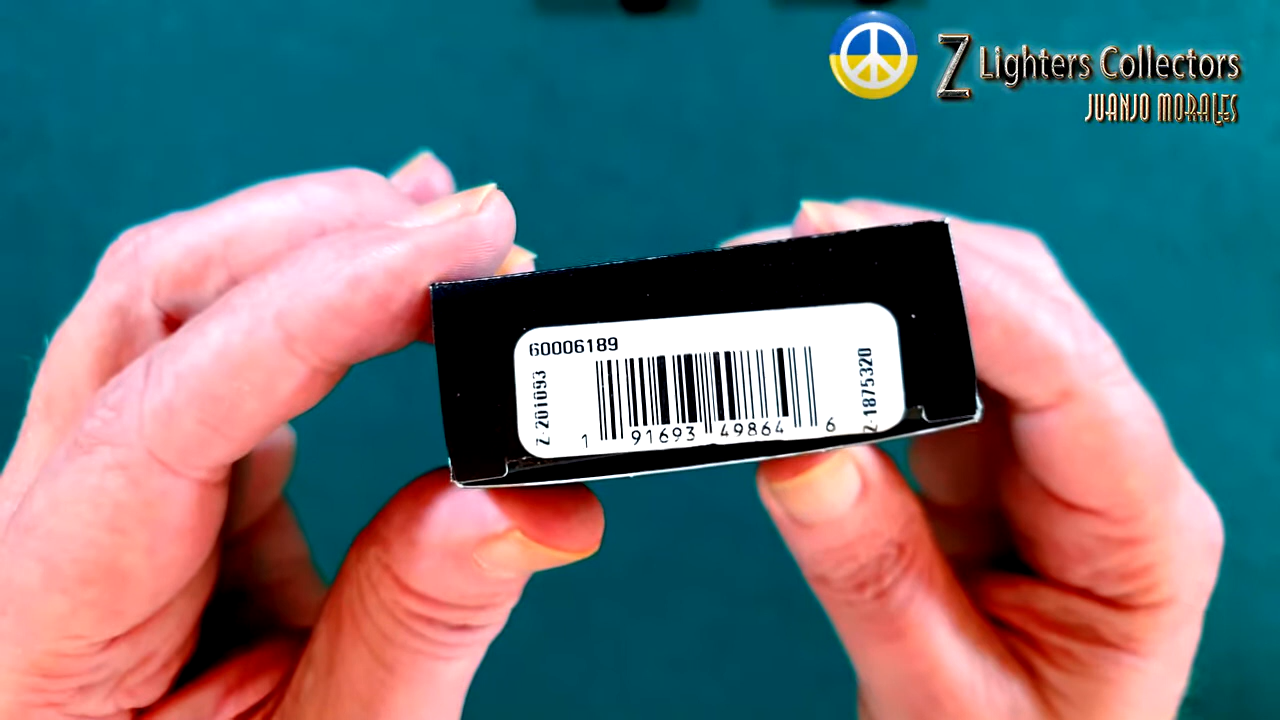 Z Lighters Collectors
JUANJO MORALES
60006189
Z-201093
Z-1875320
1 91693 49864 6